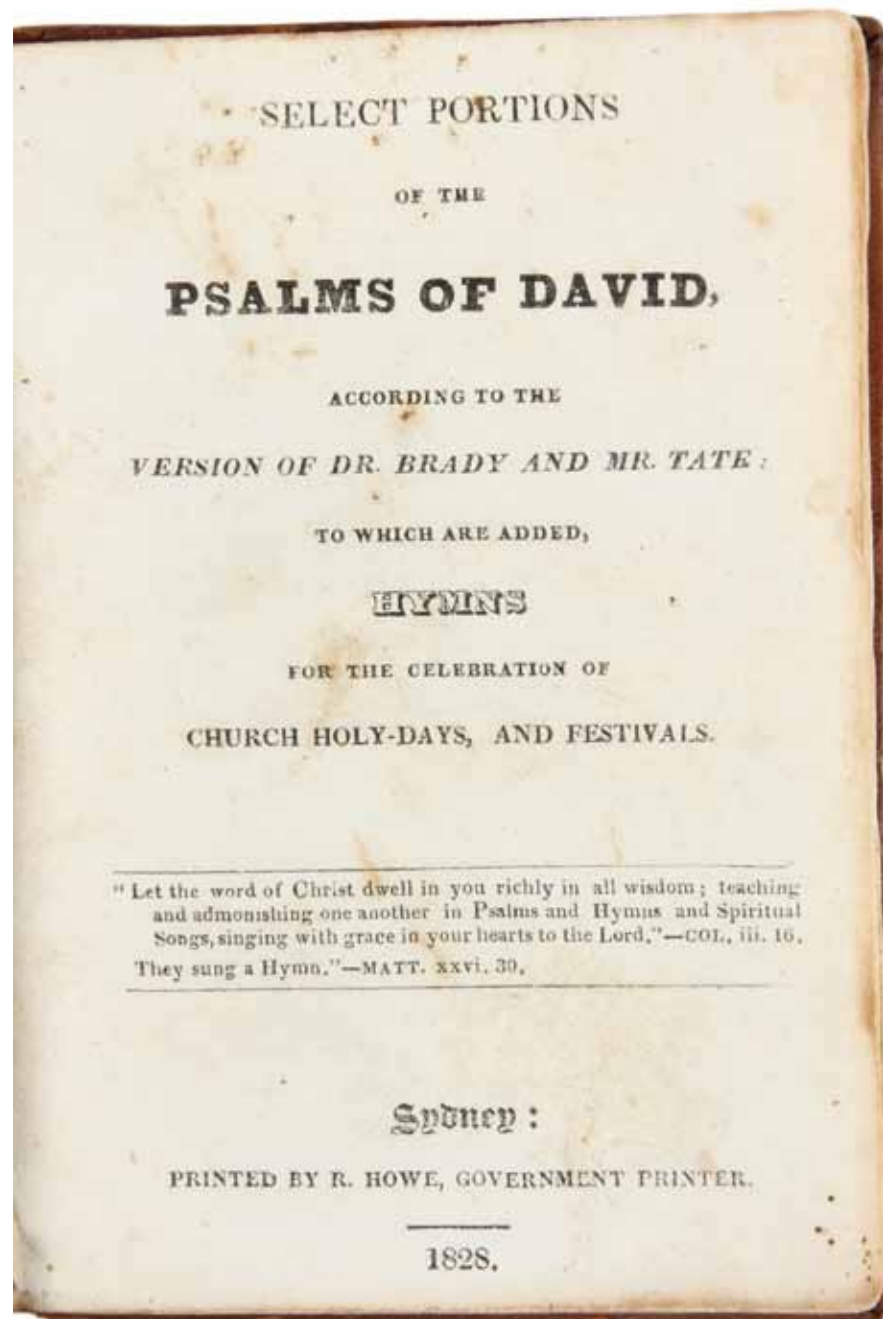 SELECT PORTIONS
OF THE
PSALMS OF DAVID,
ACCORDING TO THE
VERSION OF DR. BRADY AND MR. TATE:
TO WHICH ARE ADDED,
HYMNS
FOR THE CELEBRATION OF
CHURCH HOLY-DAYS, AND FESTIVALS.
"Let the word of Christ dwell in you richly in all wisdom; teaching
and admonishing one another in Psalms and Hymns and Spiritual
Songs, singing with grace in your hearts to the Lord."—COL. iii. 16.
They sung a Hymn."—MATT. xxvi. 30.
Sydney:
PRINTED BY R. HOWE, GOVERNMENT PRINTER.
1828.